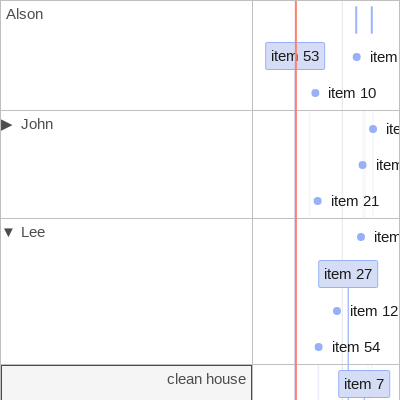 Alson
item 53
item
item 10
▶ John
ite
item
item 21
▼ Lee
item
item 27
item 12
item 54
clean house
item 7